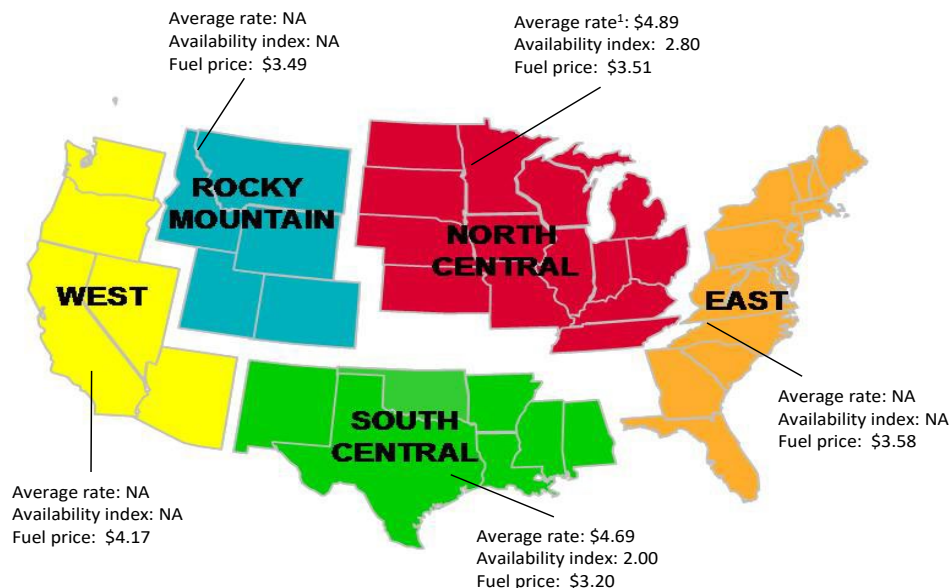 Average rate: NA
Availability index: NA
Fuel price: $3.49
Average rate¹: $4.89
Availability index: 2.80
Fuel price: $3.51
ROCKY
MOUNTAIN
NORTH
CENTRAL
WEST
EAST
SOUTH
CENTRAL
Average rate: NA
Availability index: NA
Fuel price: $3.58
Average rate: NA
Availability index: NA
Fuel price: $4.17
Average rate: $4.69
Availability index: 2.00
Fuel price: $3.20